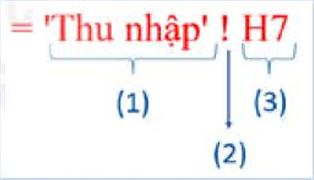 = 'Thu nhập' ! H7
(1) (3)
(2)